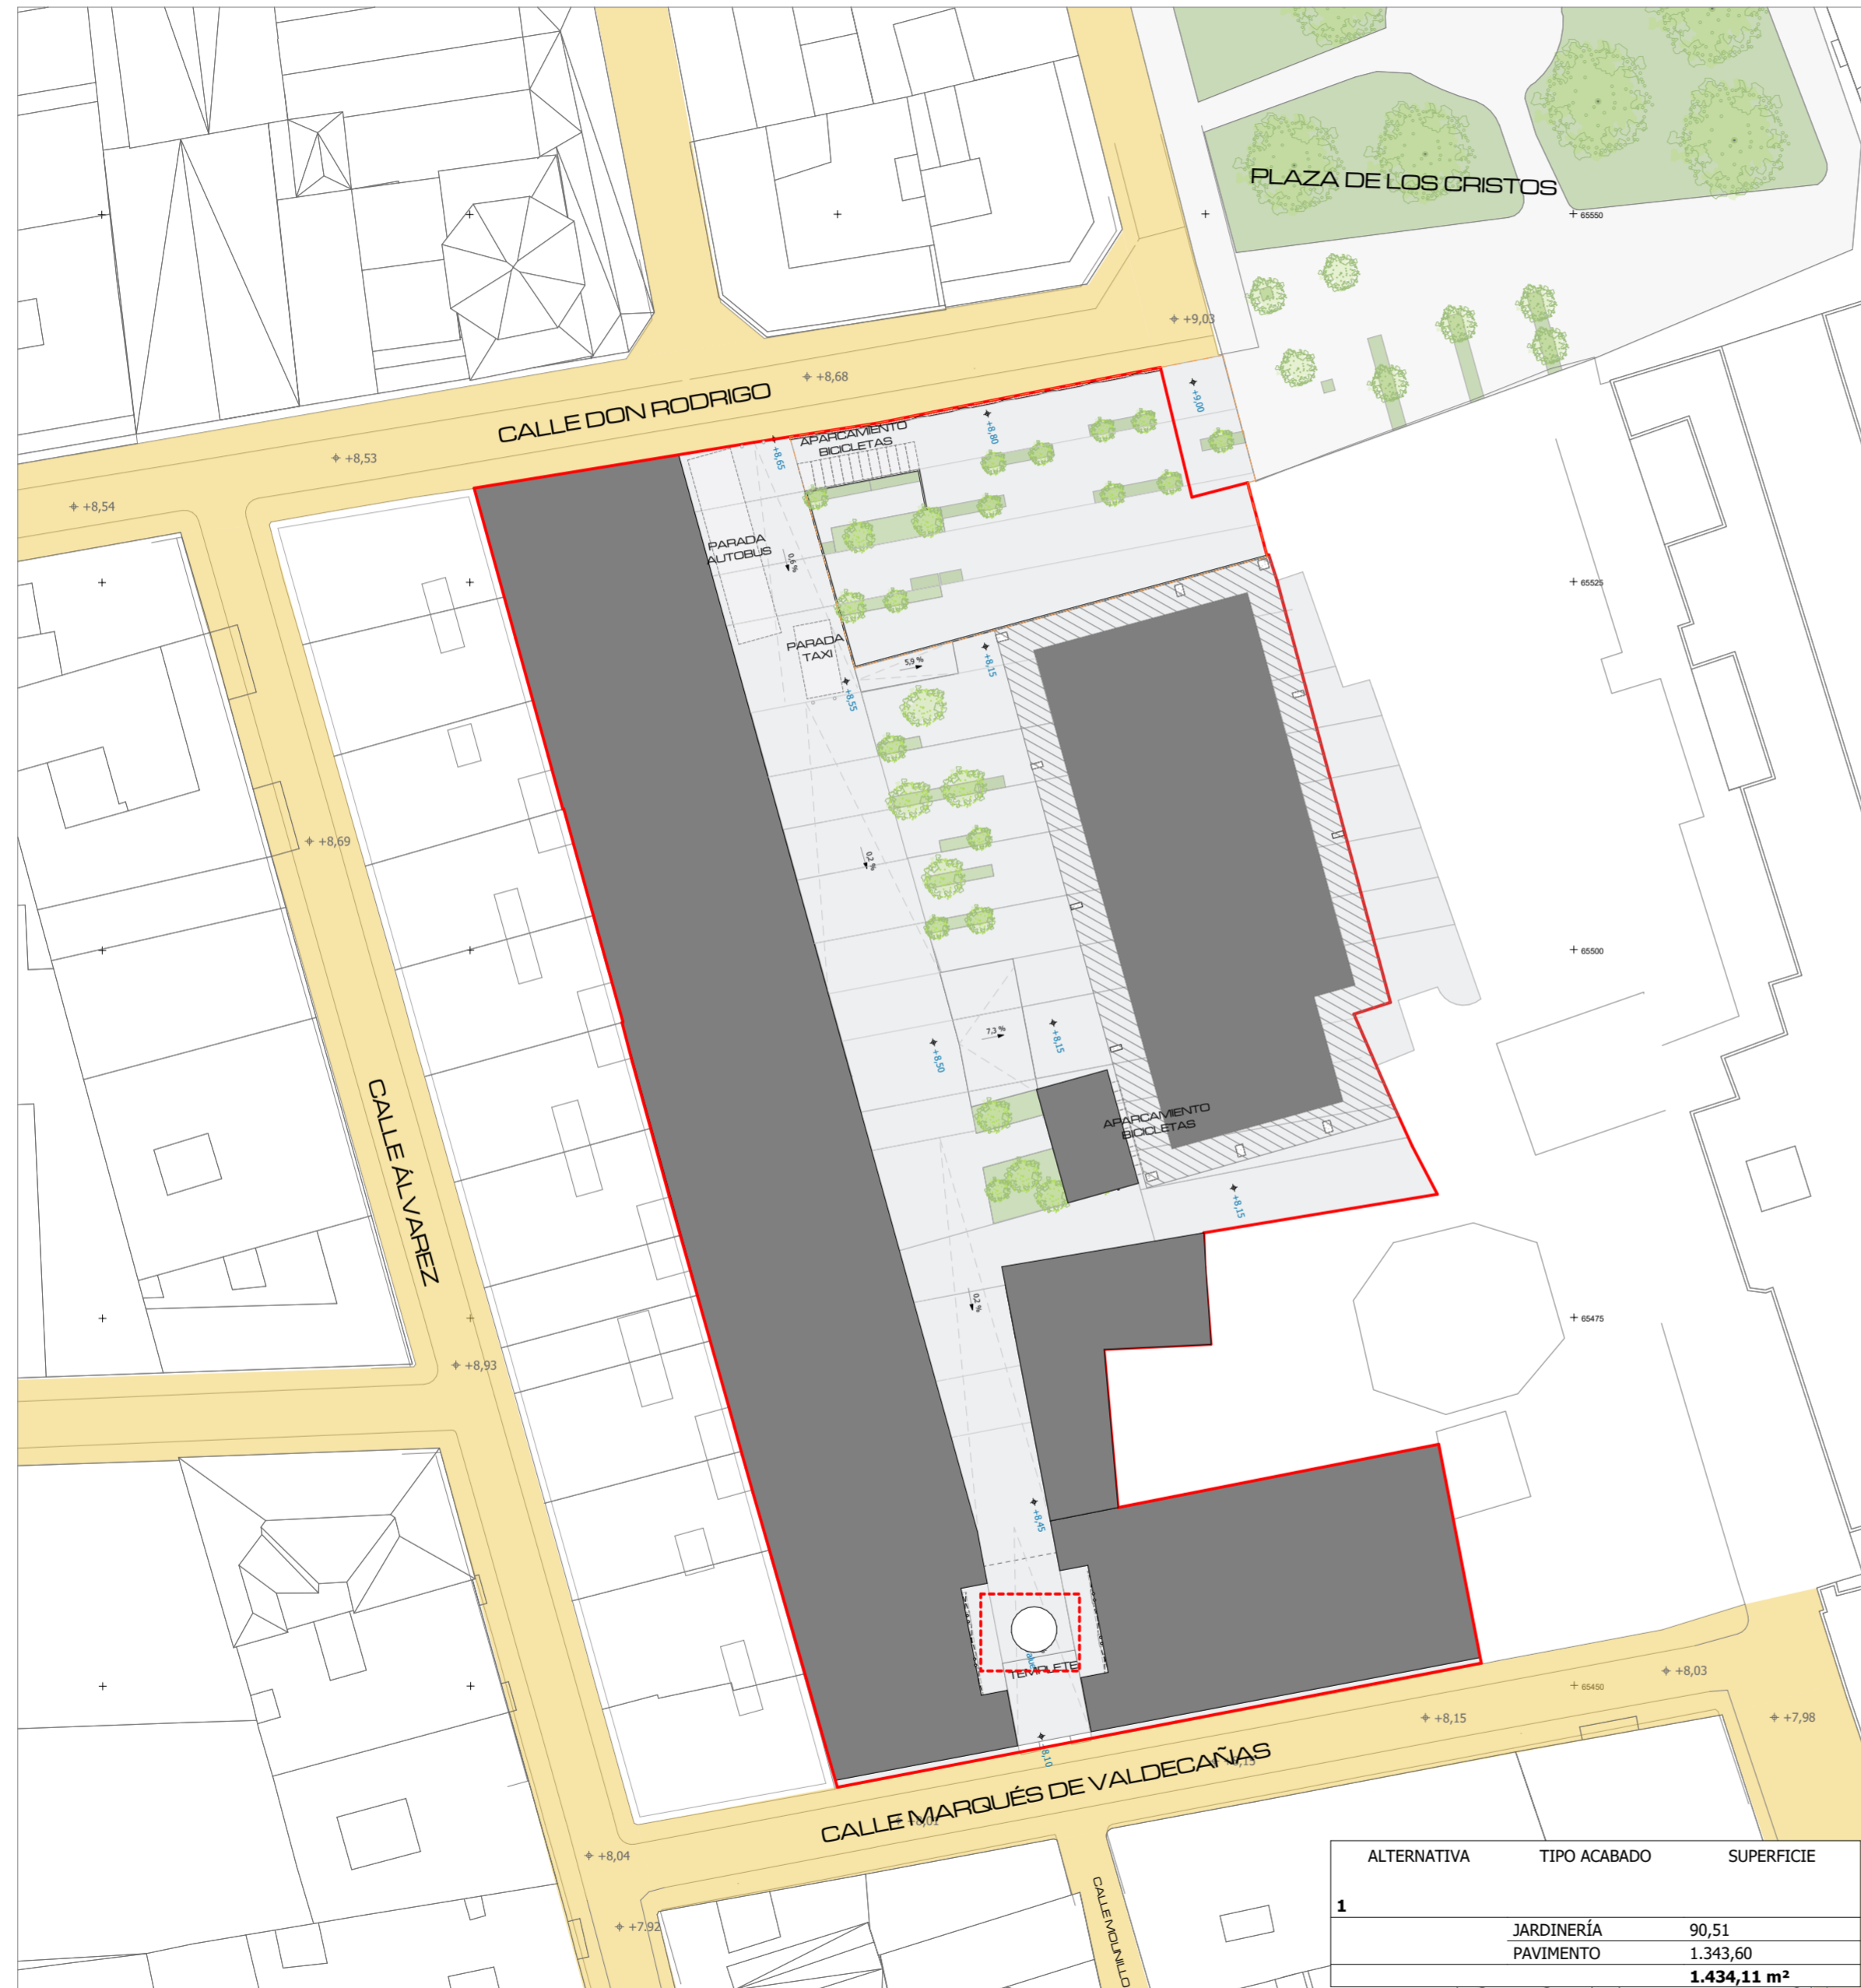 PLAZA DE LOS CRISTOS
65550
+9,03
+8,68
CALLE DON RODRIGO
+9,00
+8,80
APARCAMIENTO
BICICLETAS
+8,65
+8,53
+8,54
PARADA
AUTOBUS
0,6 %
65525
PARADA
TAXI
5,9 %
+8,15
+8,55
+8,69
0,2 %
65500
7,3 %
+8,15
+8,50
CALLE ÁLVAREZ
APARCAMIENTO
BICICLETAS
+8,15
0,2 %
65475
+8,93
+8,45
TEMPLETE
+8,03
65450
+8,15
+7,98
+8,10
CALLE MARQUÉS DE VALDECAÑAS
+8,01
+8,04
+7,92
CALLE MOLINILLO
ALTERNATIVA TIPO ACABADO SUPERFICIE
1
JARDINERÍA 90,51
PAVIMENTO 1.343,60
1.434,11 m²